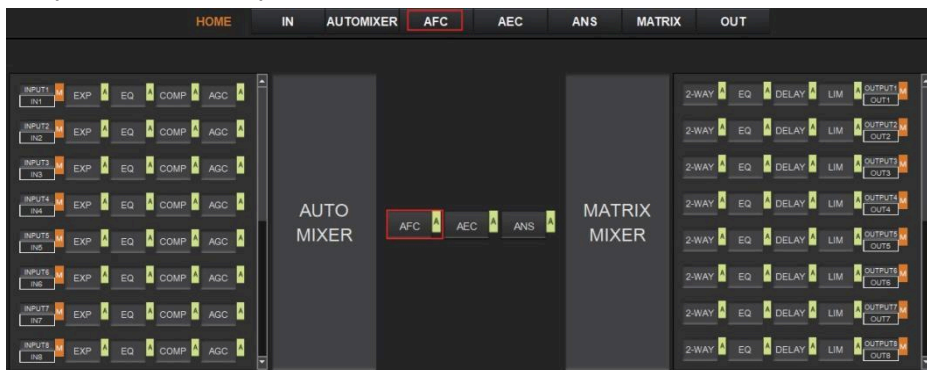 HOME IN AUTOMIXER AFC AEC ANS MATRIX OUT
INPUT1 M EXP A EQ A COMP A AGC A
IN1
INPUT2 M EXP A EQ A COMP A AGC A
IN2
INPUT3 M EXP A EQ A COMP A AGC A
IN3
INPUT4 M EXP A EQ A COMP A AGC A
IN4
INPUT5 M EXP A EQ A COMP A AGC A
IN5
INPUT6 M EXP A EQ A COMP A AGC A
IN6
INPUT7 M EXP A EQ A COMP A AGC A
IN7
INPUT8 M EXP A EQ A COMP A AGC A
IN8
AUTO
MIXER
AFC A AEC A ANS A
MATRIX
MIXER
2-WAY A EQ A DELAY A LIM A OUTPUT1 M
OUT1
2-WAY A EQ A DELAY A LIM A OUTPUT2 M
OUT2
2-WAY A EQ A DELAY A LIM A OUTPUT3 M
OUT3
2-WAY A EQ A DELAY A LIM A OUTPUT4 M
OUT4
2-WAY A EQ A DELAY A LIM A OUTPUT5 M
OUT5
2-WAY A EQ A DELAY A LIM A OUTPUT6 M
OUT6
2-WAY A EQ A DELAY A LIM A OUTPUT7 M
OUT7
2-WAY A EQ A DELAY A LIM A OUTPUT8 M
OUT8